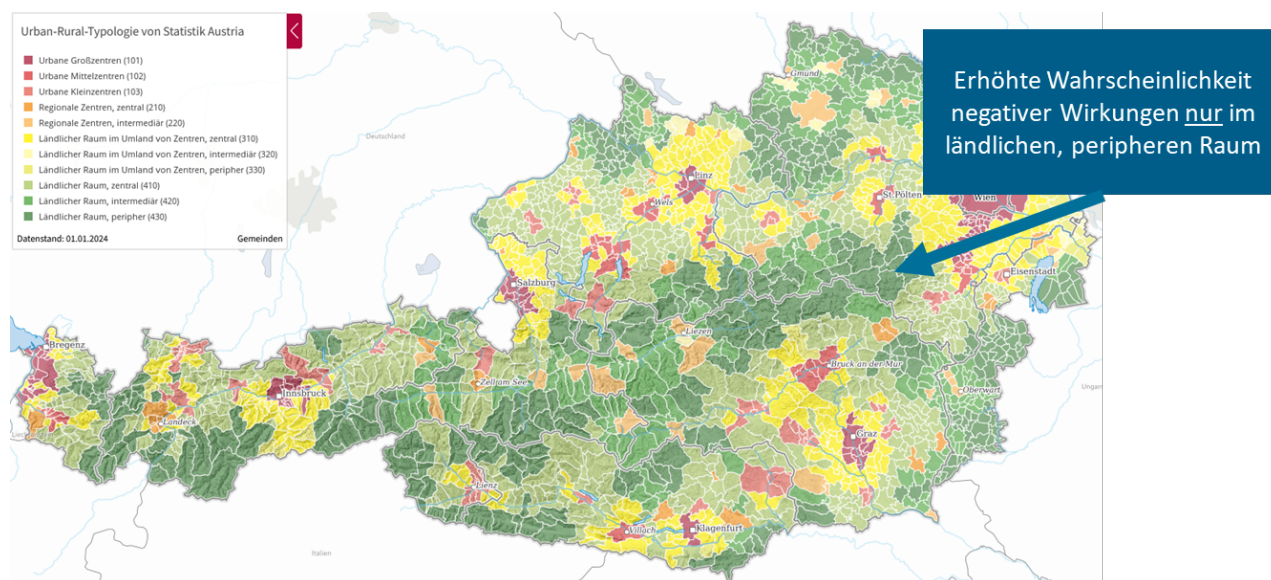 Urban-Rural-Typologie von Statistik Austria
Urbane Großzentren (101)
Urbane Mittelzentren (102)
Urbane Kleinzentren (103)
Regionale Zentren, zentral (210)
Regionale Zentren, intermediär (220)
Ländlicher Raum im Umland von Zentren, zentral (310)
Ländlicher Raum im Umland von Zentren, intermediär (320)
Ländlicher Raum im Umland von Zentren, peripher (330)
Ländlicher Raum, zentral (410)
Ländlicher Raum, intermediär (420)
Ländlicher Raum, peripher (430)
Datenstand: 01.01.2024 Gemeinden
Erhöhte Wahrscheinlichkeit
negativer Wirkungen nur im
ländlichen, peripheren Raum
Gmünd
Deutschland
Linz
Wels
St.Pölten
Wien
Eisenstadt
Salzburg
Liezen
Bregenz
Bruck an der Mur
Zell am See
Oberwart
Ungarn
Innsbruck
Landeck
Graz
Lienz
Villach
Klagenfurt
Italien